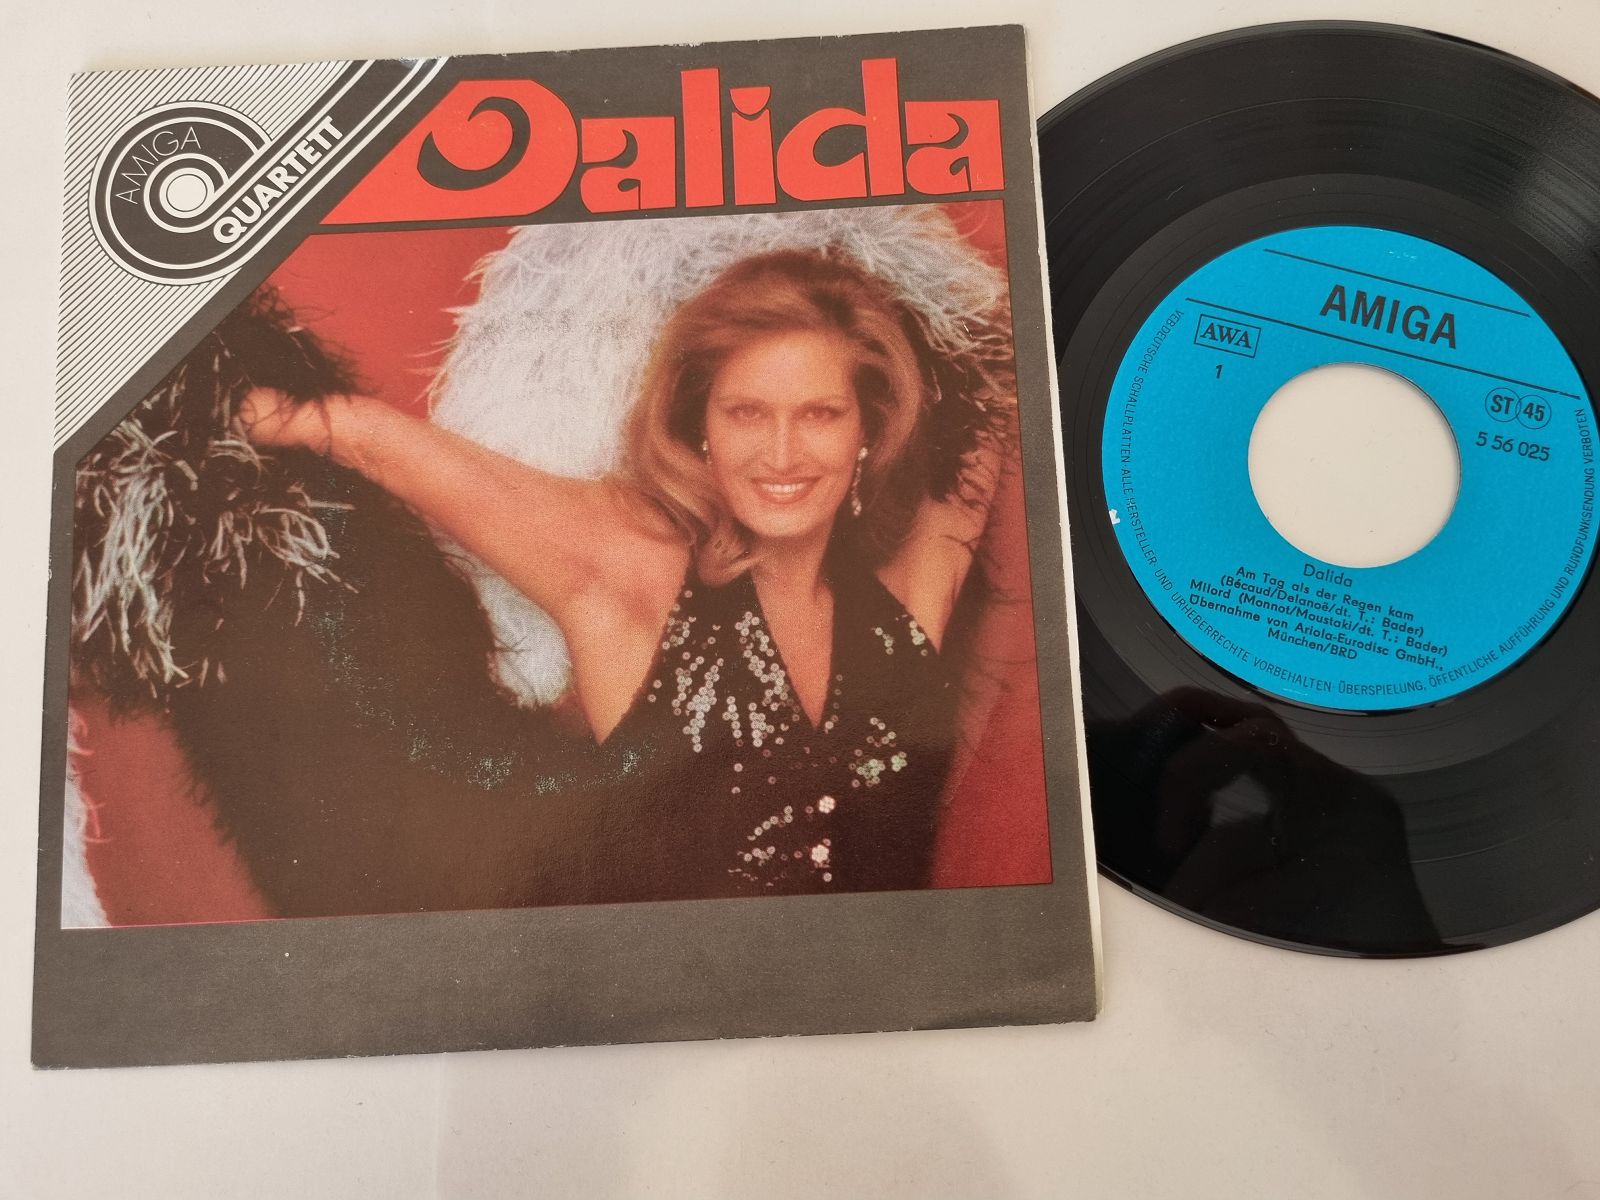 AMIGA
QUARTETT
Dalida
AMIGA
AWA
1
ST 45
5 56 025
Dalida
Am Tag als der Regen kam
(Bécaud/Delanoë/dt. T.: Bader)
Milord (Monnot/Moustaki/dt. T.: Bader)
Übernahme von Ariola-Eurodisc GmbH.,
München/BRD
VEB DEUTSCHE SCHALLPLATTEN · ALLE HERSTELLER- UND URHEBERRECHTE VORBEHALTEN · ÜBERSPIELUNG, ÖFFENTLICHE AUFFÜHRUNG UND RUNDFUNKSENDUNG VERBOTEN